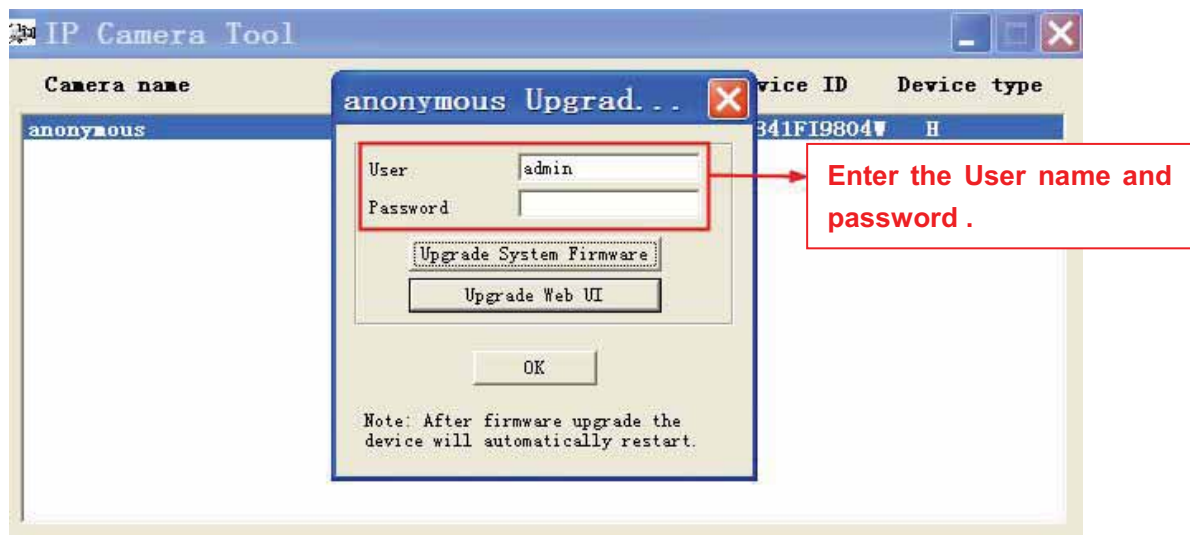 IP Camera Tool
Camera name
vice ID
Device type
anonymous
341FI9804W
H
anonymous Upgrad...
User
admin
Password
Upgrade System Firmware
Upgrade Web UI
OK
Note: After firmware upgrade the
device will automatically restart.
Enter the User name and
password .